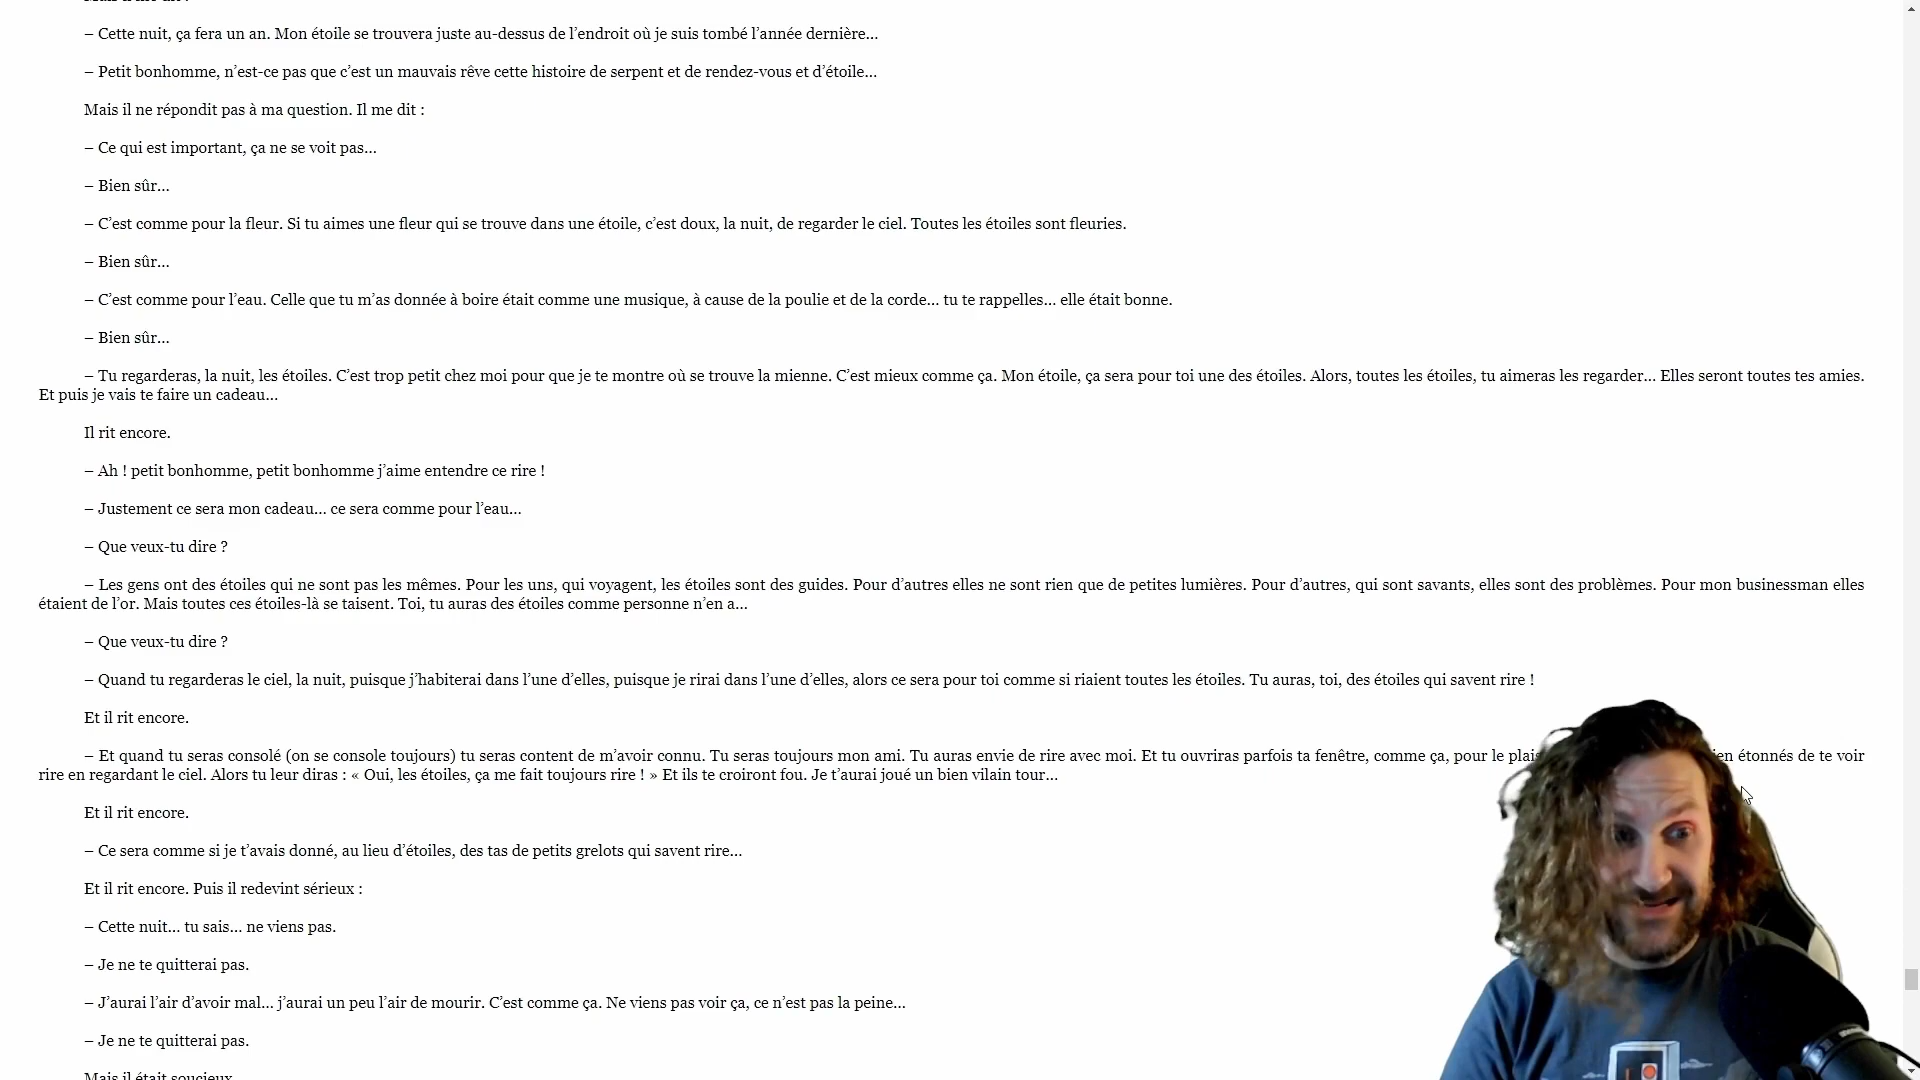 – Cette nuit, ça fera un an. Mon étoile se trouvera juste au-dessus de l’endroit où je suis tombé l’année dernière…
– Petit bonhomme, n’est-ce pas que c’est un mauvais rêve cette histoire de serpent et de rendez-vous et d’étoile…
Mais il ne répondit pas à ma question. Il me dit :
– Ce qui est important, ça ne se voit pas…
– Bien sûr…
– C’est comme pour la fleur. Si tu aimes une fleur qui se trouve dans une étoile, c’est doux, la nuit, de regarder le ciel. Toutes les étoiles sont fleuries.
– Bien sûr…
– C’est comme pour l’eau. Celle que tu m’as donnée à boire était comme une musique, à cause de la poulie et de la corde… tu te rappelles… elle était bonne.
– Bien sûr…
– Tu regarderas, la nuit, les étoiles. C’est trop petit chez moi pour que je te montre où se trouve la mienne. C’est mieux comme ça. Mon étoile, ça sera pour toi une des étoiles. Alors, toutes les étoiles, tu aimeras les regarder… Elles seront toutes tes amies.
Et puis je vais te faire un cadeau…
Il rit encore.
– Ah ! petit bonhomme, petit bonhomme j’aime entendre ce rire !
– Justement ce sera mon cadeau… ce sera comme pour l’eau…
– Que veux-tu dire ?
– Les gens ont des étoiles qui ne sont pas les mêmes. Pour les uns, qui voyagent, les étoiles sont des guides. Pour d’autres elles ne sont rien que de petites lumières. Pour d’autres, qui sont savants, elles sont des problèmes. Pour mon businessman elles
étaient de l’or. Mais toutes ces étoiles-là se taisent. Toi, tu auras des étoiles comme personne n’en a…
– Que veux-tu dire ?
– Quand tu regarderas le ciel, la nuit, puisque j’habiterai dans l’une d’elles, puisque je rirai dans l’une d’elles, alors ce sera pour toi comme si riaient toutes les étoiles. Tu auras, toi, des étoiles qui savent rire !
Et il rit encore.
– Et quand tu seras consolé (on se console toujours) tu seras content de m’avoir connu. Tu seras toujours mon ami. Tu auras envie de rire avec moi. Et tu ouvriras parfois ta fenêtre, comme ça, pour le étonnés de te voir
rire en regardant le ciel. Alors tu leur diras : « Oui, les étoiles, ça me fait toujours rire ! » Et ils te croiront fou. Je t’aurai joué un bien vilain tour…
Et il rit encore.
– Ce sera comme si je t’avais donné, au lieu d’étoiles, des tas de petits grelots qui savent rire…
Et il rit encore. Puis il redevint sérieux :
– Cette nuit… tu sais… ne viens pas.
– Je ne te quitterai pas.
– J’aurai l’air d’avoir mal… j’aurai un peu l’air de mourir. C’est comme ça. Ne viens pas voir ça, ce n’est pas la peine…
– Je ne te quitterai pas.
Mais il était soucieux.